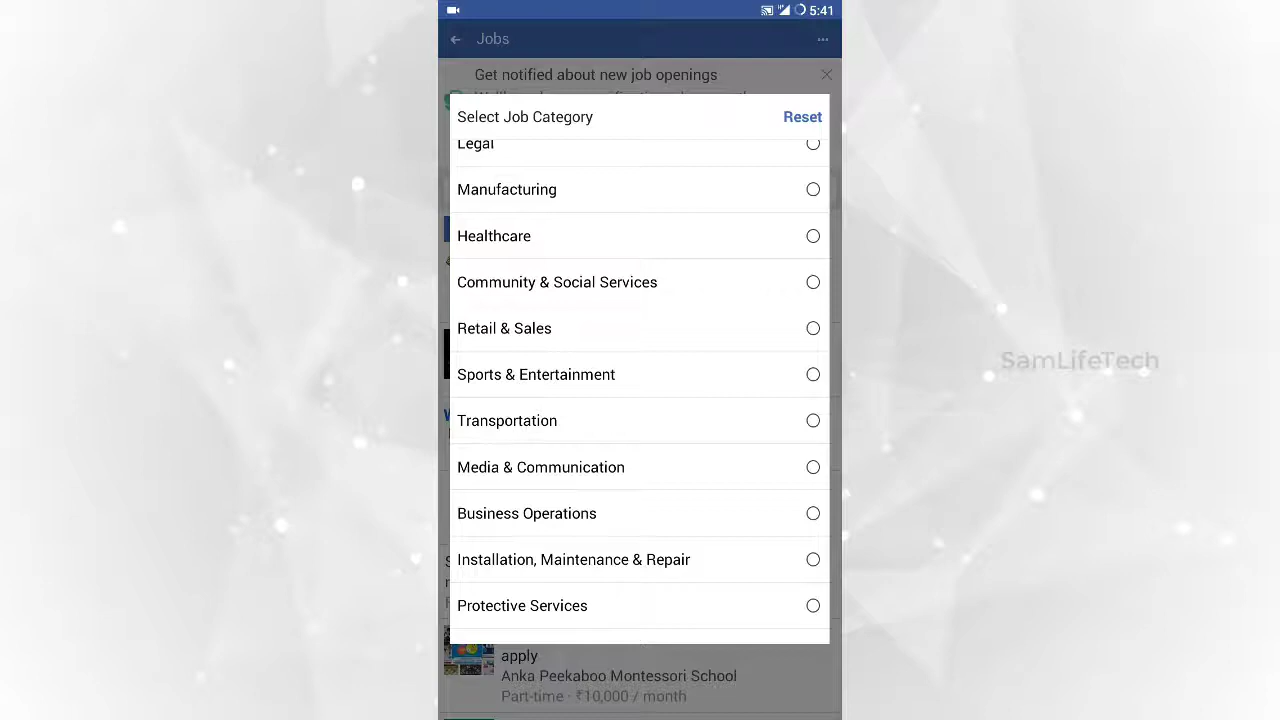 5:41
Jobs
Get notified about new job openings
Select Job Category
Reset
Legal
Manufacturing
Healthcare
Community & Social Services
Retail & Sales
Sports & Entertainment
Transportation
Media & Communication
Business Operations
Installation, Maintenance & Repair
Protective Services
apply
Anka Peekaboo Montessori School
Part-time · ₹10,000 / month
SamLifeTech